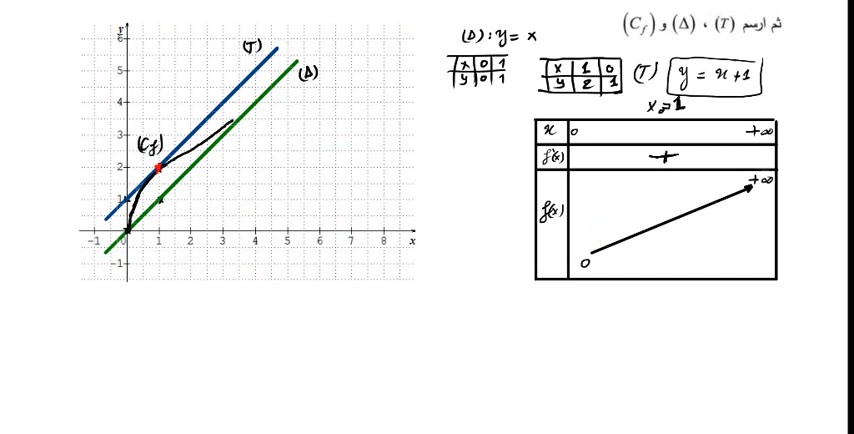 ثم ارسم (T) ، (Δ) و (C_f)
(Δ): y = x
x 0 1
y 0 1
x 1 0
y 2 1
(T) y = x+1
x₀=1
x 0 +∞
f'(x) +
f(x) 0 +∞
y
(T)
(Δ)
(Cf)
6
5
4
3
2
1
-1 0 1 2 3 4 5 6 7 8 x
-1